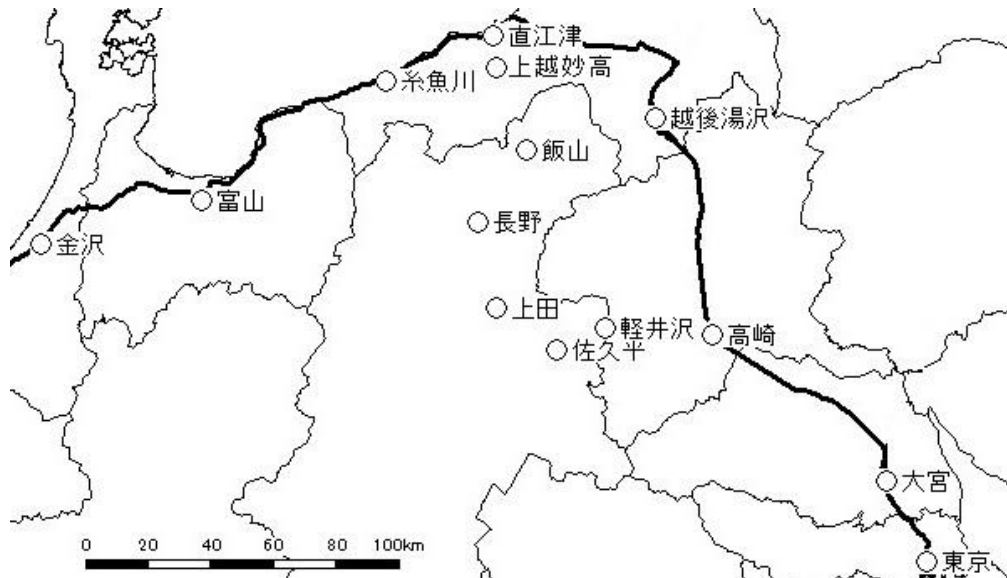 直江津
上越妙高
糸魚川
越後湯沢
飯山
富山
長野
金沢
上田
軽井沢
高崎
佐久平
大宮
東京
0 20 40 60 80 100km